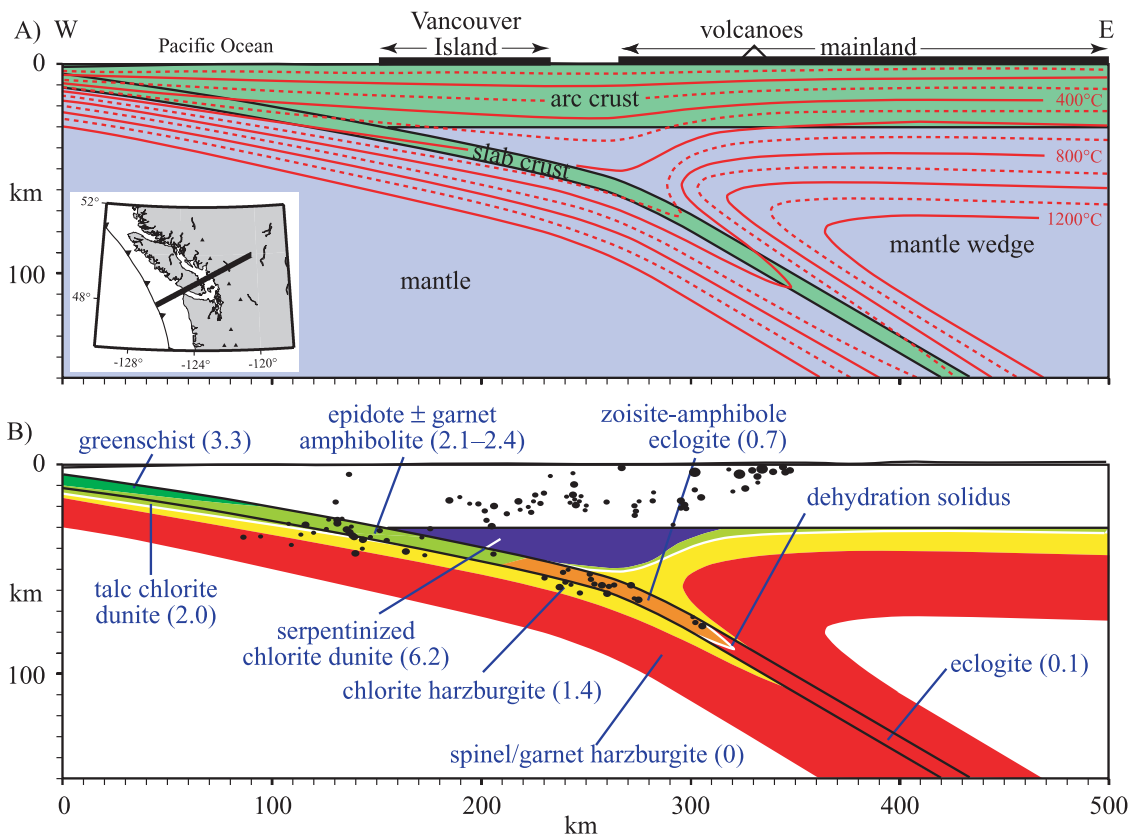 A) W
Pacific Ocean
Vancouver
Island
volcanoes
mainland
E
0
arc crust
400°C
slab crust
800°C
km
52°
1200°C
mantle wedge
100
mantle
48°
-128°
-124°
-120°
0
100
200
300
400
500
B)
greenschist (3.3)
epidote ± garnet
amphibolite (2.1–2.4)
zoisite-amphibole
eclogite (0.7)
0
dehydration solidus
km
talc chlorite
dunite (2.0)
serpentinized
chlorite dunite (6.2)
chlorite harzburgite (1.4)
eclogite (0.1)
100
spinel/garnet harzburgite (0)
km